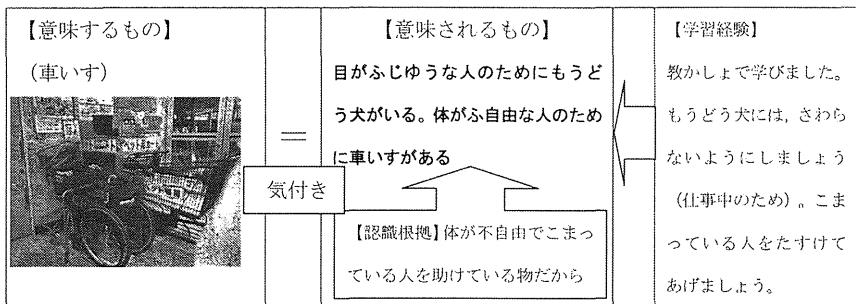 【意味するもの】
（車いす）
＝
気付き
【意味されるもの】
目がふじゆうな人のためにもうど
う犬がいる。体がふ自由な人のため
に車いすがある
【認識根拠】体が不自由でこまっ
ている人を助けている物だから
【学習経験】
教かしょで学びました。
もうどう犬には，さわら
ないようにしましょう
（仕事中のため）。こま
っている人をたすけて
あげましょう。